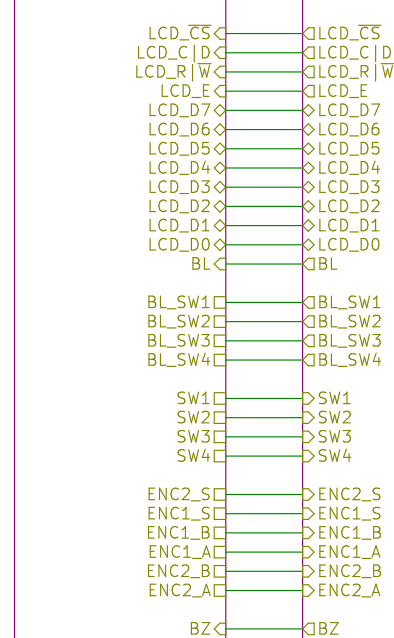 LCD_C̅S̅ LCD_C̅S̅
LCD_C|D LCD_C|D
LCD_R|W̅ LCD_R|W̅
LCD_E LCD_E
LCD_D7 LCD_D7
LCD_D6 LCD_D6
LCD_D5 LCD_D5
LCD_D4 LCD_D4
LCD_D3 LCD_D3
LCD_D2 LCD_D2
LCD_D1 LCD_D1
LCD_D0 LCD_D0
BL BL
BL_SW1 BL_SW1
BL_SW2 BL_SW2
BL_SW3 BL_SW3
BL_SW4 BL_SW4
SW1 SW1
SW2 SW2
SW3 SW3
SW4 SW4
ENC2_S ENC2_S
ENC1_S ENC1_S
ENC1_B ENC1_B
ENC1_A ENC1_A
ENC2_B ENC2_B
ENC2_A ENC2_A
BZ BZ